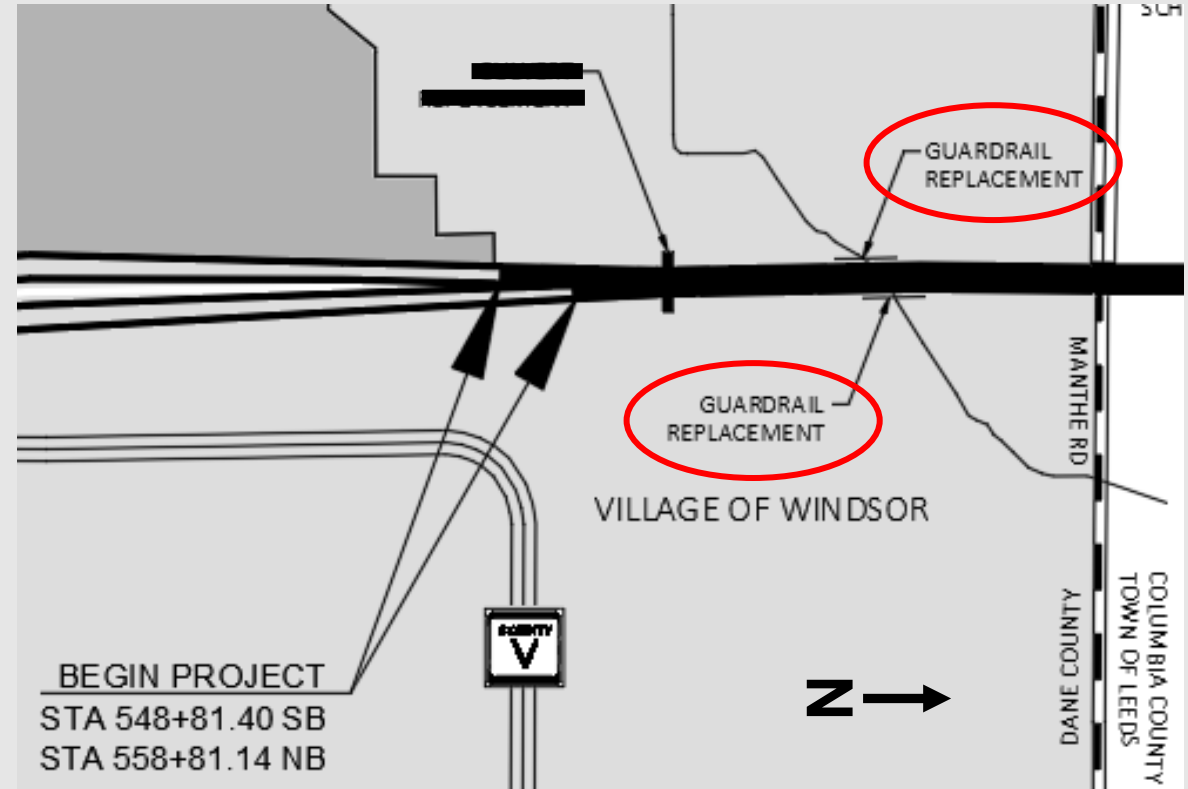 GUARDRAIL
REPLACEMENT
GUARDRAIL
REPLACEMENT
MANTHE RD
VILLAGE OF WINDSOR
COUNTY
V
BEGIN PROJECT
STA 548+81.40 SB
STA 558+81.14 NB
N
DANE COUNTY
COLUMBIA COUNTY
TOWN OF LEEDS